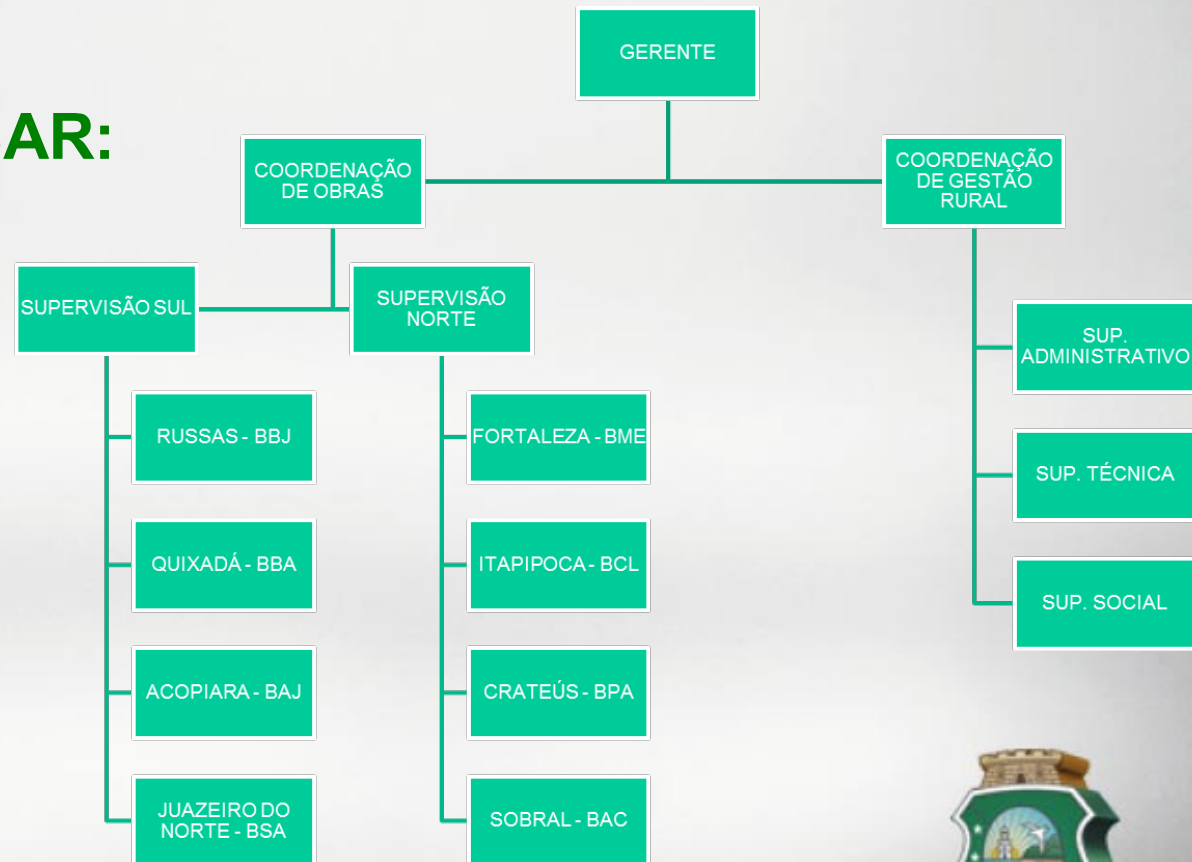 GERENTE
AR:
COORDENAÇÃO
DE OBRAS
COORDENAÇÃO
DE GESTÃO
RURAL
SUPERVISÃO SUL
SUPERVISÃO
NORTE
RUSSAS - BBJ
QUIXADÁ - BBA
ACOPIARA - BAJ
JUAZEIRO DO
NORTE - BSA
FORTALEZA - BME
ITAPIPOCA - BCL
CRATEÚS - BPA
SOBRAL - BAC
SUP.
ADMINISTRATIVO
SUP. TÉCNICA
SUP. SOCIAL